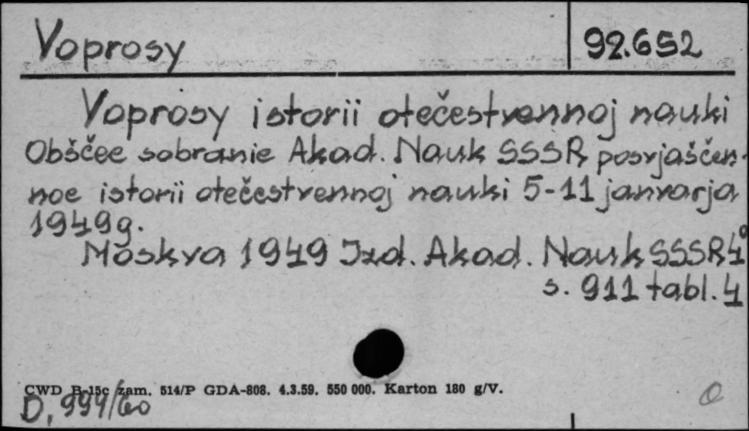 Voprosy 92.652
Voprosy istorii otečestvennoj nauki
Obščee sobranie Akad. Nauk SSSR posvjaščen-
noe istorii otečestvennoj nauki 5-11 janvarja
1949g.
Moskva 1949 Izd. Akad. Nauk SSSR 4°
s. 911 tabl. 4
CWD B-15c zam. 514/P GDA-808. 4.3.59. 550 000. Karton 180 g/V.
D. 994/60
O